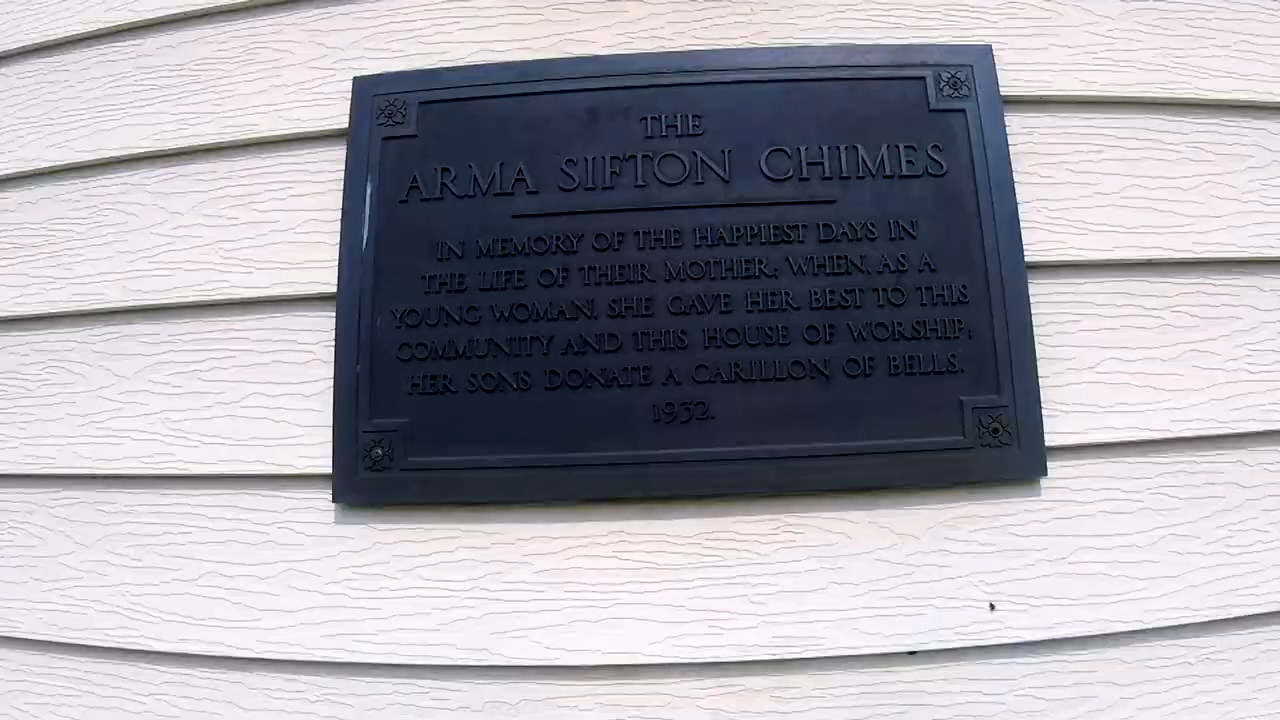 THE
ARMA SIFTON CHIMES
IN MEMORY OF THE HAPPIEST DAYS IN
THE LIFE OF THEIR MOTHER; WHEN, AS A
YOUNG WOMAN, SHE GAVE HER BEST TO THIS
COMMUNITY AND THIS HOUSE OF WORSHIP;
HER SONS DONATE A CARILLON OF BELLS.
1932.